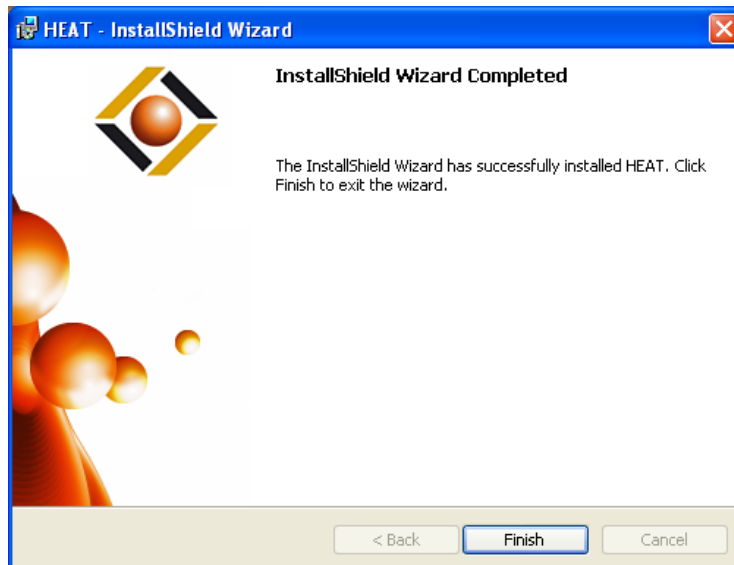 HEAT - InstallShield Wizard
InstallShield Wizard Completed
The InstallShield Wizard has successfully installed HEAT. Click
Finish to exit the wizard.
< Back
Finish
Cancel